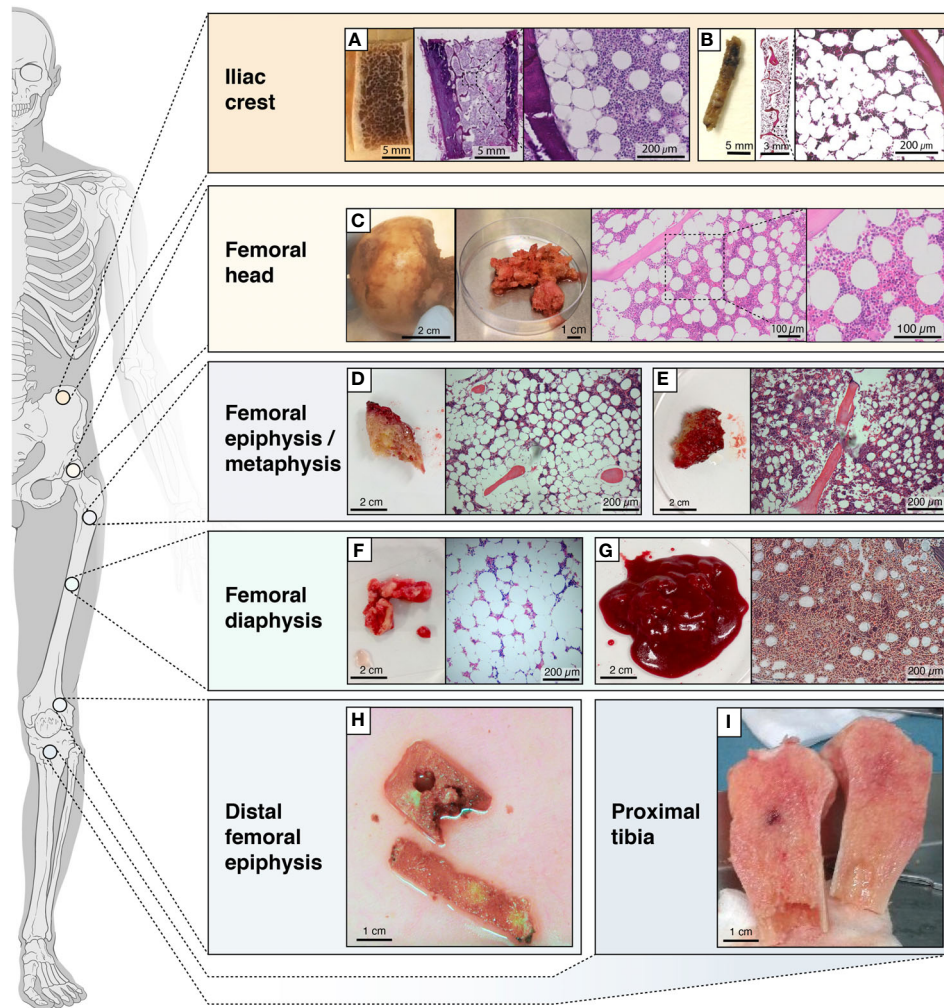 Iliac
crest
A
5 mm
5 mm
200 µm
B
5 mm
3 mm
200 µm
Femoral
head
C
2 cm
1 cm
100 µm
100 µm
Femoral
epiphysis /
metaphysis
D
2 cm
200 µm
E
2 cm
200 µm
Femoral
diaphysis
F
2 cm
200 µm
G
2 cm
200 µm
Distal
femoral
epiphysis
H
1 cm
Proximal
tibia
I
1 cm